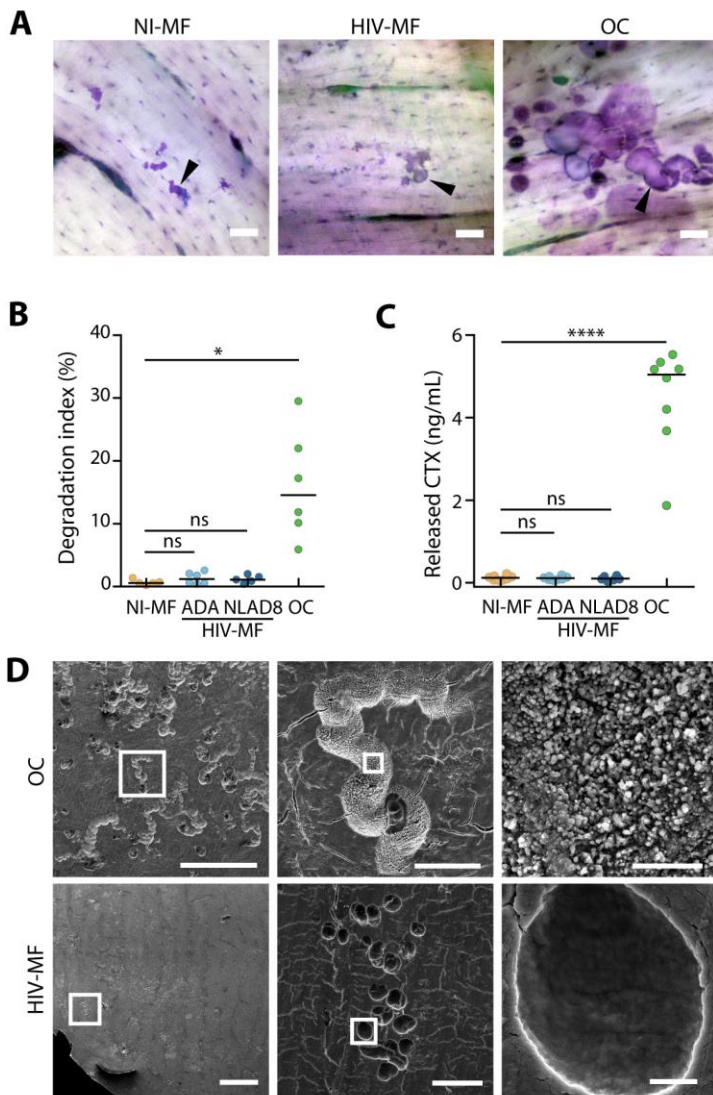 A
NI-MF
HIV-MF
OC
B
Degradation index (%)
40
30
20
10
0
*
ns
ns
NI-MF
ADA
NLAD8
OC
HIV-MF
C
Released CTX (ng/mL)
6
4
2
0
****
ns
ns
NI-MF
ADA
NLAD8
OC
HIV-MF
D
OC
HIV-MF